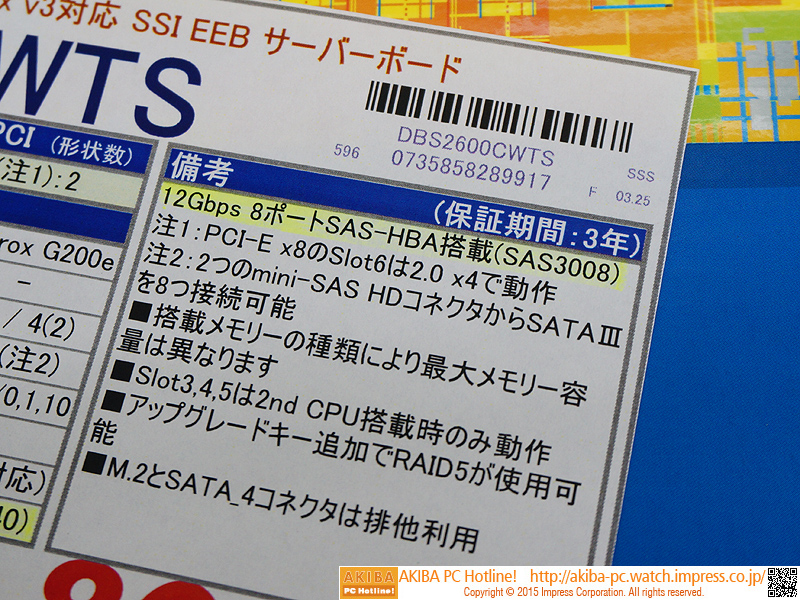 v3対応 SSI EEB サーバーボード
WTS
DBS2600CWTS
596 0735858289917
SSS
F 03.25
PCI (形状数)
(注1):2
rox G200e
-
/ 4(2)
(注2)
/0,1,10
対応)
備考
(保証期間:3年)
12Gbps 8ポートSAS-HBA搭載(SAS3008)
注1:PCI-E x8のSlot6は2.0 x4で動作
注2:2つのmini-SAS HDコネクタからSATAⅢ
を8つ接続可能
■搭載メモリーの種類により最大メモリー容
量は異なります
■Slot3,4,5は2nd CPU搭載時のみ動作
■アップグレードキー追加でRAID5が使用可
能
■M.2とSATA_4コネクタは排他利用
AKIBA PC Hotline!
AKIBA PC Hotline! http://akiba-pc.watch.impress.co.jp/
Copyright © 2015 Impress Corporation. All rights reserved.